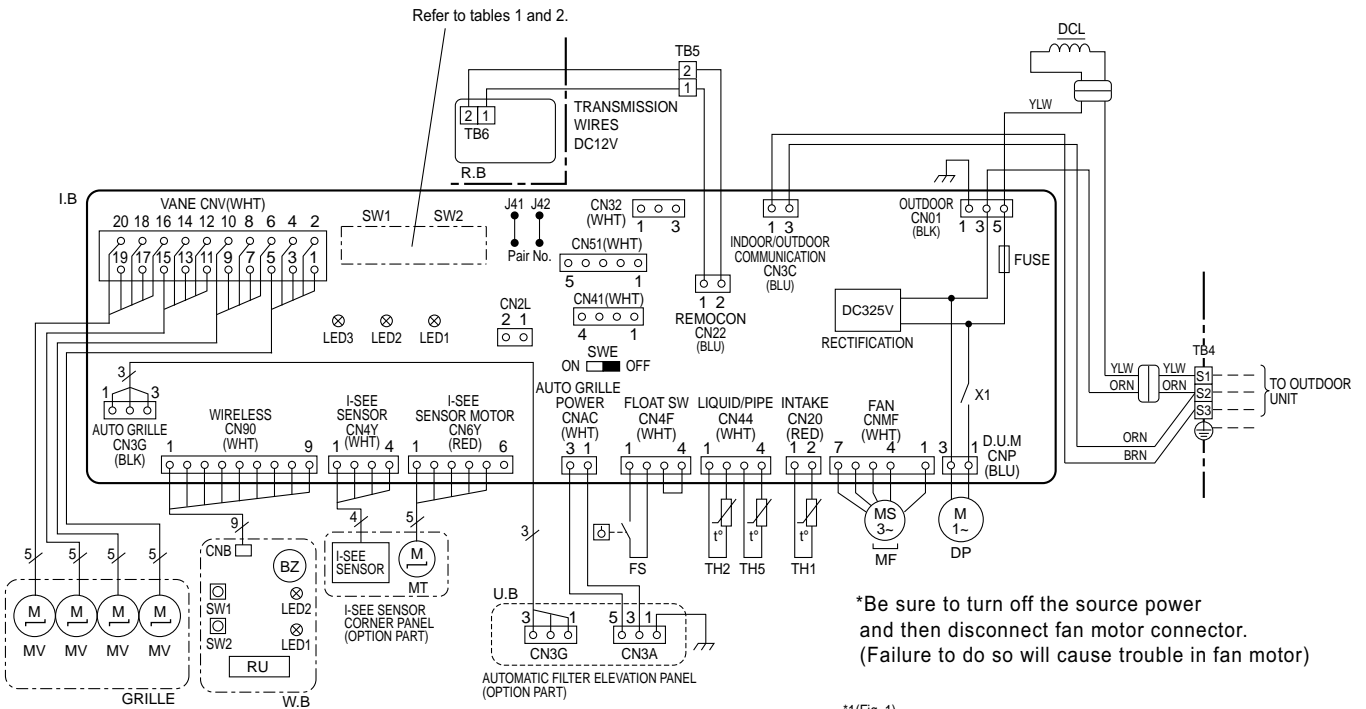 Refer to tables 1 and 2.
DCL
TB5
2
1
YLW
2 1
TB6
TRANSMISSION
WIRES
DC12V
R.B
I.B
VANE CNV(WHT)
20 18 16 14 12 10 8 6 4 2
19 17 15 13 11 9 7 5 3 1
SW1 SW2
J41 J42
Pair No.
CN32
(WHT)
1 3
CN51(WHT)
5 1
1 3
INDOOR/OUTDOOR
COMMUNICATION
CN3C
(BLU)
OUTDOOR
CN01
(BLK)
1 3 5
FUSE
CN2L
2 1
CN41(WHT)
4 1
1 2
REMOCON
CN22
(BLU)
DC325V
RECTIFICATION
LED3 LED2 LED1
SWE
ON OFF
X1
TB4
YLW YLW S1
ORN ORN S2
S3
TO OUTDOOR
UNIT
ORN
BRN
3
1 3
AUTO GRILLE
CN3G
(BLK)
WIRELESS
CN90
(WHT)
1 9
I-SEE
SENSOR
CN4Y
(WHT)
1 4
I-SEE
SENSOR MOTOR
CN6Y
(RED)
1 6
AUTO GRILLE
POWER
CNAC
(WHT)
3 1
FLOAT SW
CN4F
(WHT)
1 4
LIQUID/PIPE
CN44
(WHT)
1 4
INTAKE
CN20
(RED)
1 2
FAN
CNMF
(WHT)
7 4 1
3 1
D.U.M
CNP
(BLU)
5 5 5 5
9
4
5
3
M M M M
MV MV MV MV
GRILLE
CNB
BZ
SW1
SW2
LED2
LED1
RU
W.B
I-SEE
SENSOR
M
MT
I-SEE SENSOR
CORNER PANEL
(OPTION PART)
U.B
3 1
CN3G
5 3 1
CN3A
AUTOMATIC FILTER ELEVATION PANEL
(OPTION PART)
FS
t° t° t°
TH2 TH5 TH1
MS
3~
MF
M
1~
DP
*Be sure to turn off the source power
and then disconnect fan motor connector.
(Failure to do so will cause trouble in fan motor)
*1(Fig. 1)